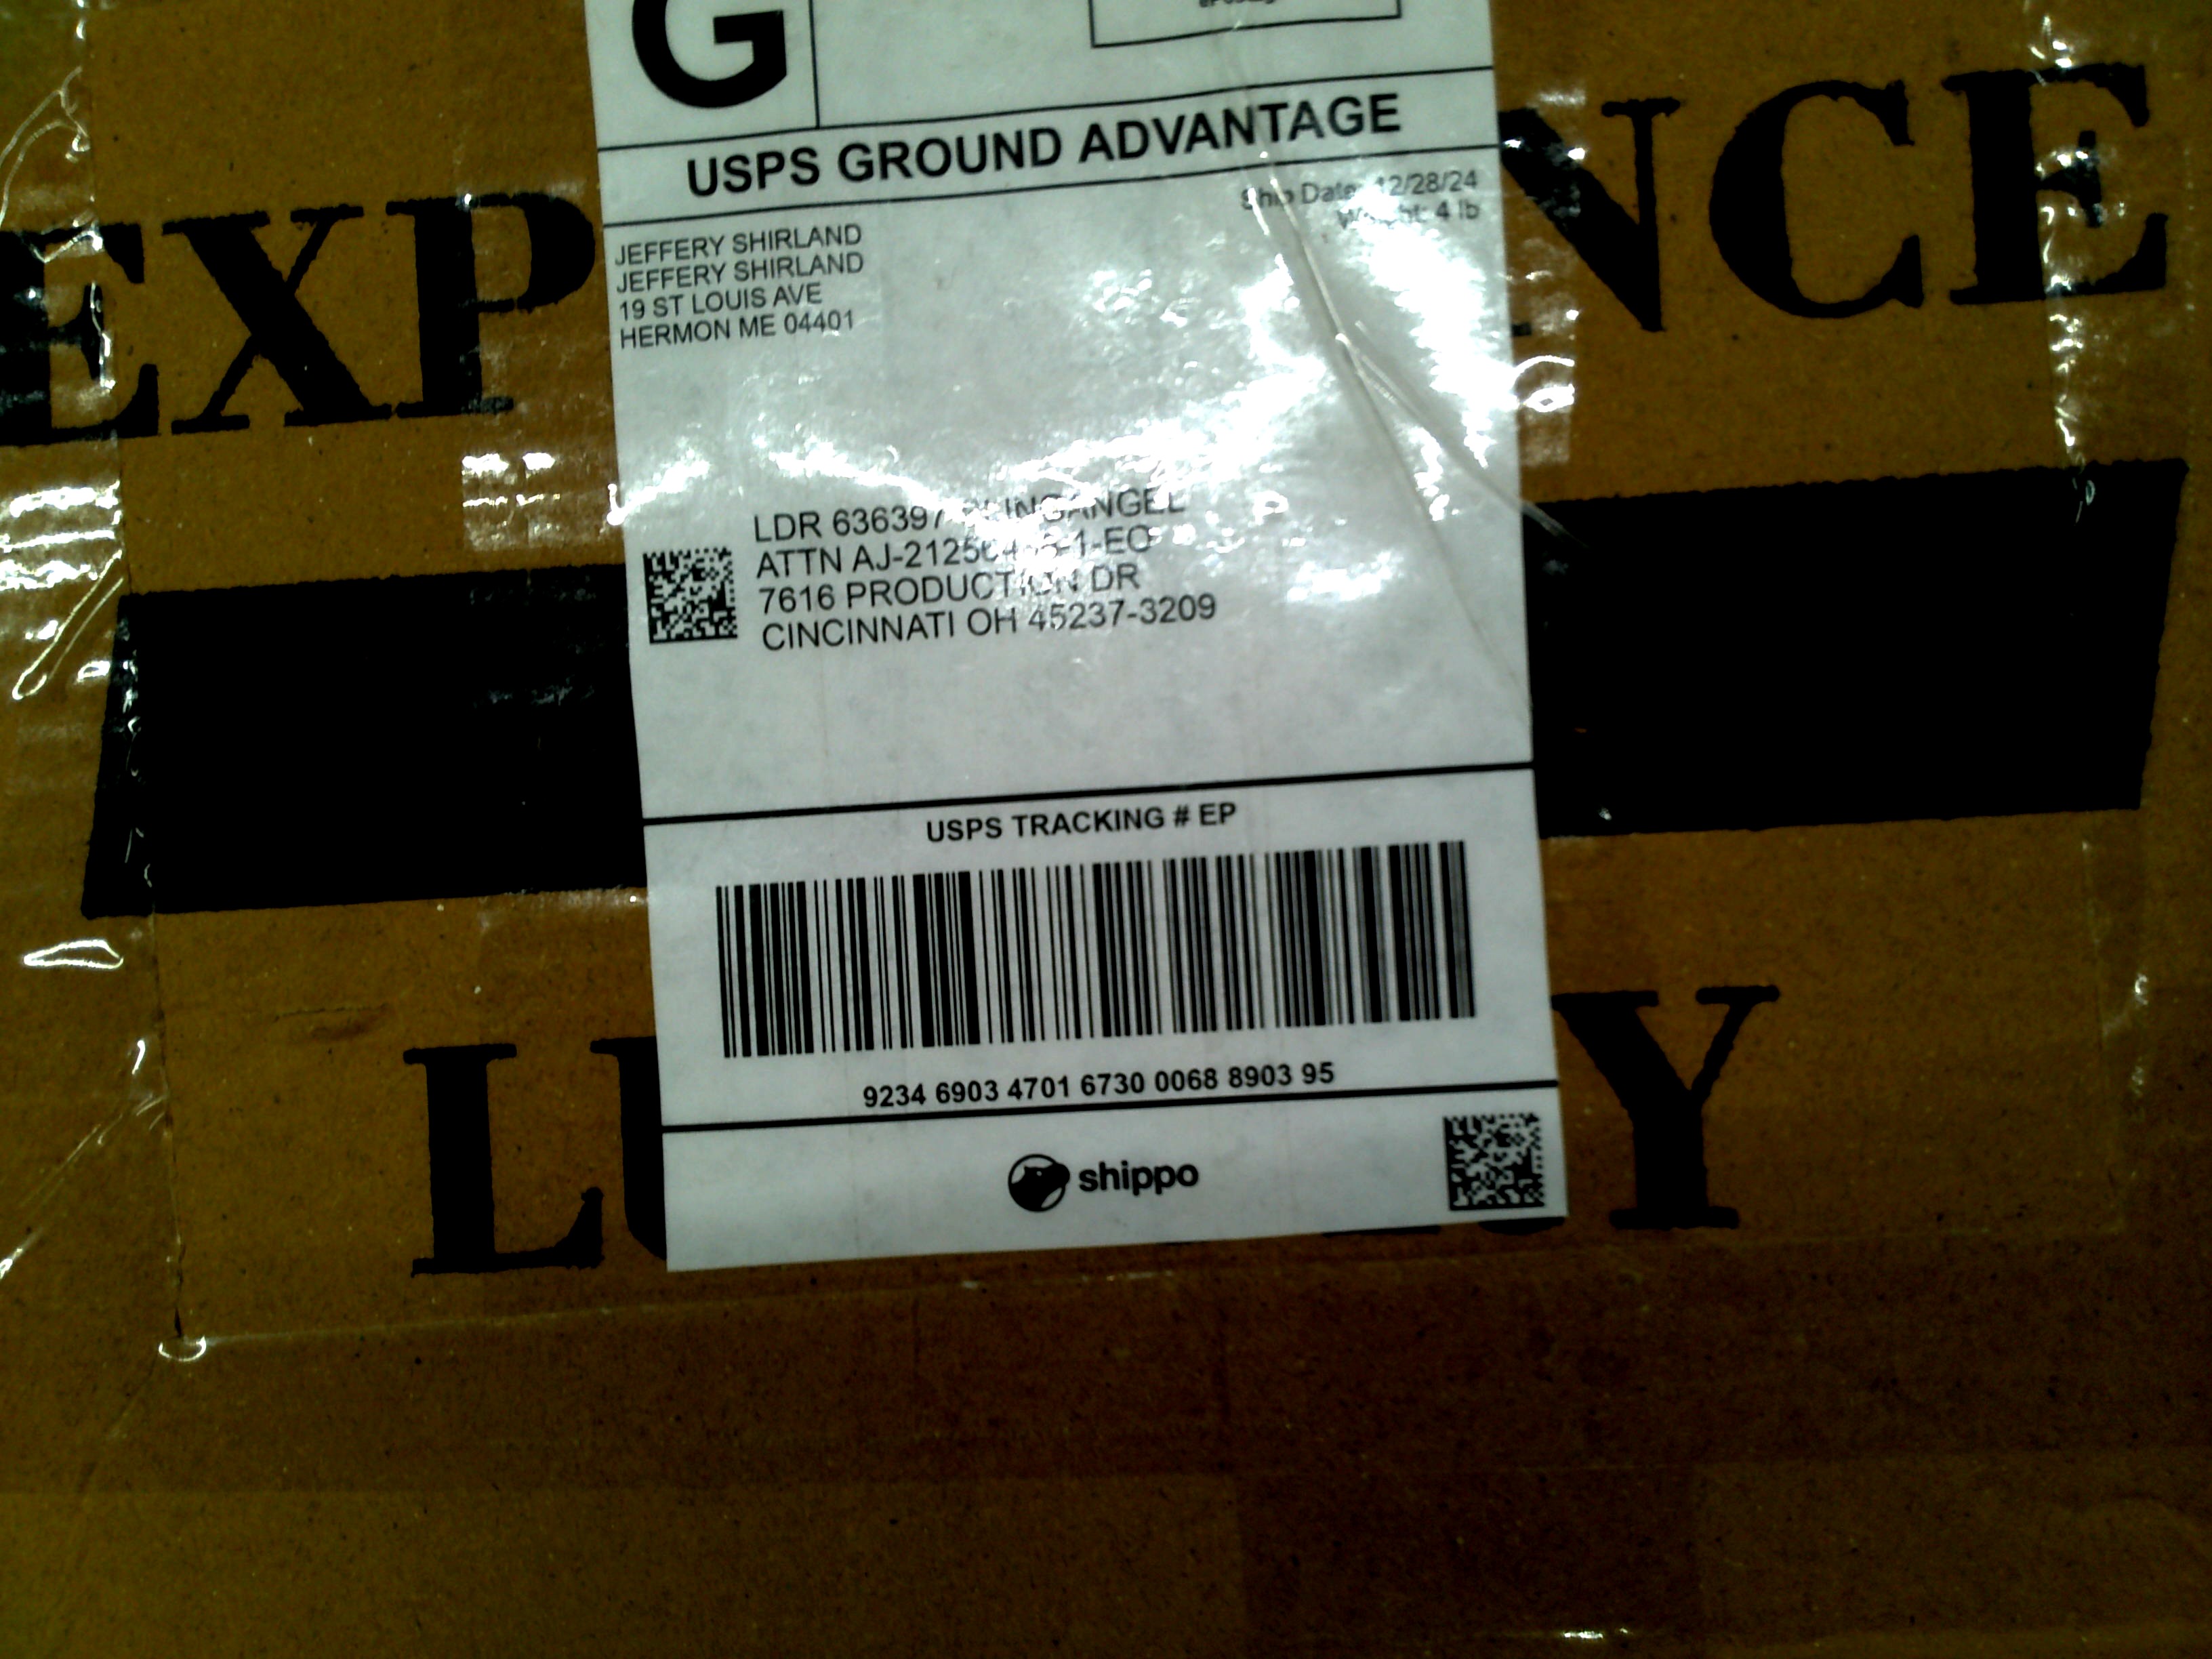 G
USPS GROUND ADVANTAGE
Ship Date: 12/28/24
Weight: 4 lb
JEFFERY SHIRLAND
JEFFERY SHIRLAND
19 ST LOUIS AVE
HERMON ME 04401
LDR 636397
ATTN
7616 PRODUCTION DR
CINCINNATI OH 45237-3209
USPS TRACKING # EP
9234 6903 4701 6730 0068 8903 95
shippo
EXP NCE
L Y